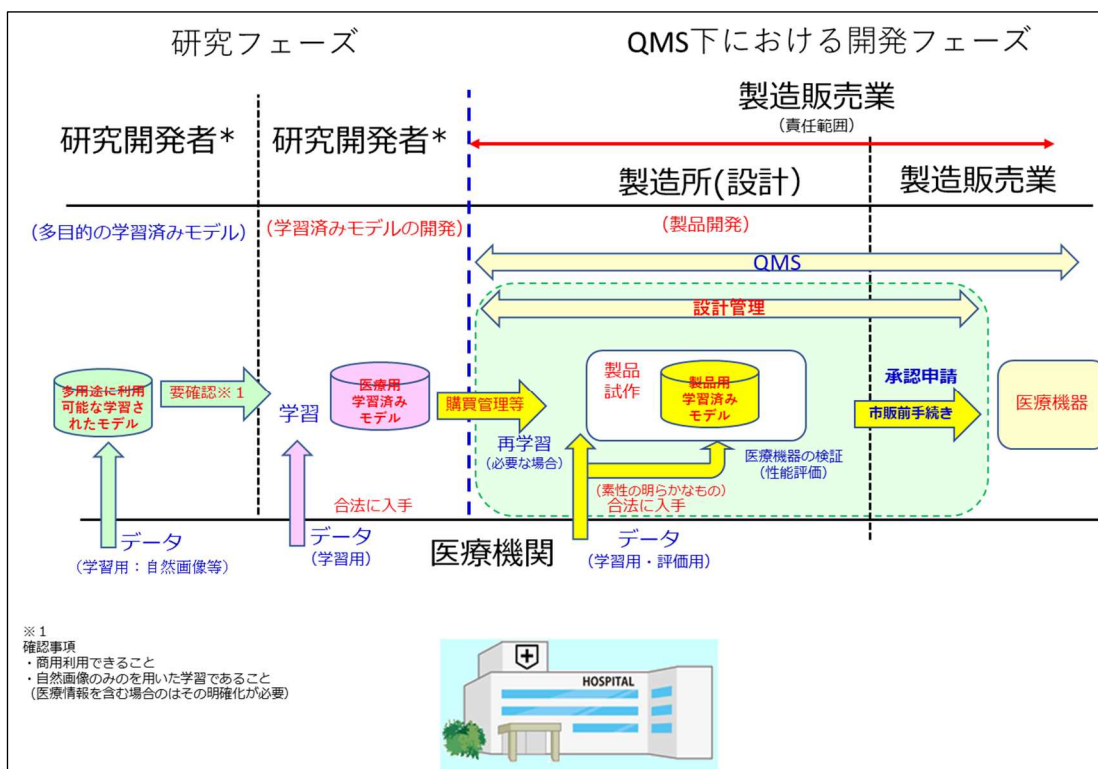 研究フェーズ
QMS下における開発フェーズ
製造販売業
(責任範囲)
研究開発者*
研究開発者*
製造所(設計)
製造販売業
(多目的の学習済みモデル)
(学習済みモデルの開発)
(製品開発)
QMS
設計管理
多用途に利用
可能な学習さ
れたモデル
要確認※1
学習
医療用
学習済み
モデル
購買管理等
再学習
(必要な場合)
製品
試作
製品用
学習済み
モデル
医療機器の検証
(性能評価)
承認申請
市販前手続き
医療機器
合法に入手
(素性の明らかなもの)
合法に入手
データ
(学習用：自然画像等)
データ
(学習用)
医療機関
データ
(学習用・評価用)
※1
確認事項
・商用利用できること
・自然画像のみのを用いた学習であること
(医療情報を含む場合のはその明確化が必要)
HOSPITAL